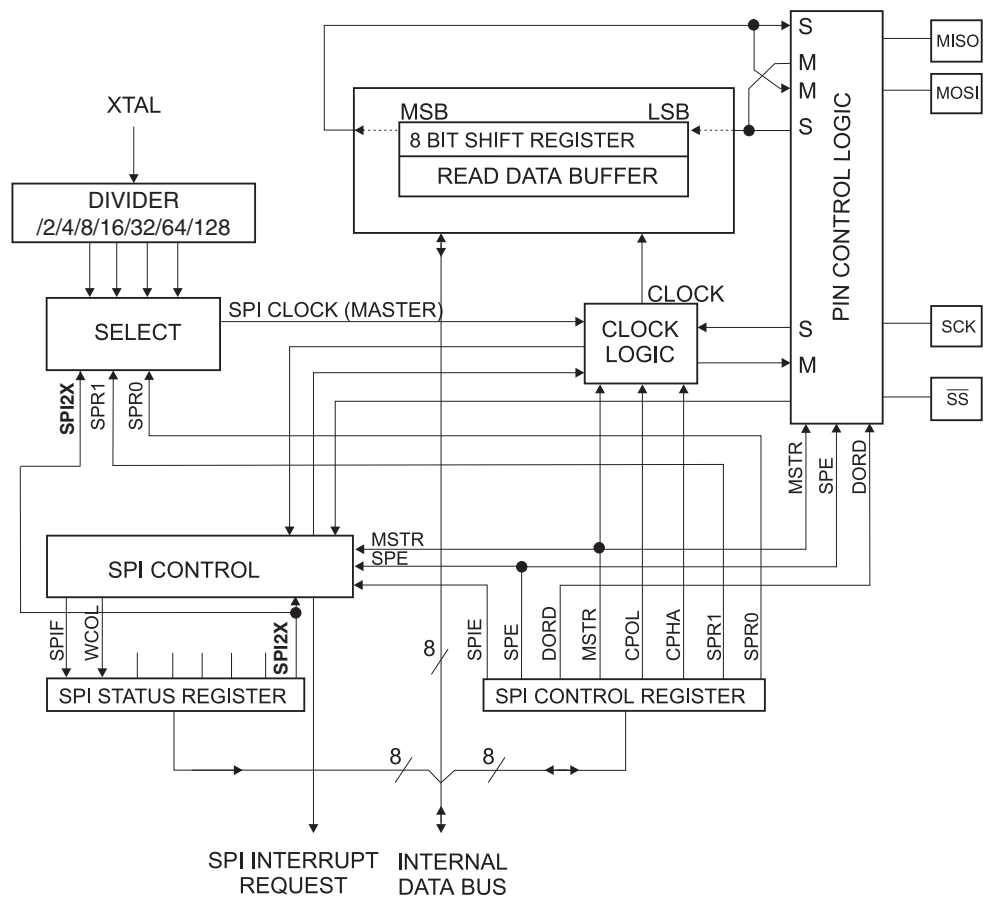 S
MISO
M
M
MOSI
XTAL
MSB
LSB
S
8 BIT SHIFT REGISTER
READ DATA BUFFER
DIVIDER
/2/4/8/16/32/64/128
PIN CONTROL LOGIC
SPI CLOCK (MASTER)
CLOCK
SELECT
CLOCK
LOGIC
S
SCK
M
SPI2X
SPR1
SPR0
SS
MSTR
SPE
DORD
MSTR
SPE
SPI CONTROL
SPIF
WCOL
SPI2X
8
SPIE
SPE
DORD
MSTR
CPOL
CPHA
SPR1
SPR0
SPI STATUS REGISTER
SPI CONTROL REGISTER
8
8
SPI INTERRUPT
REQUEST
INTERNAL
DATA BUS